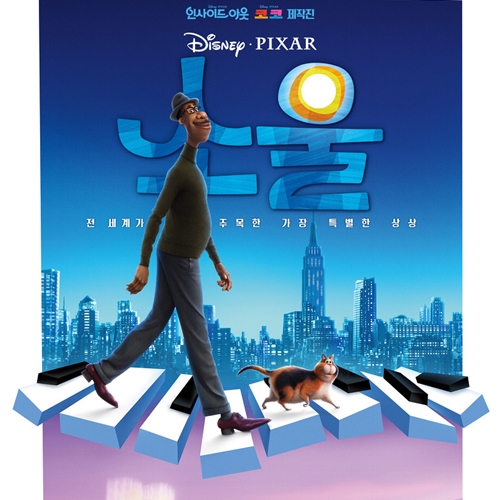 인사이드 아웃 코코 제작진
Disney · PIXAR
소울
전 세계가 주목한 가장 특별한 상상